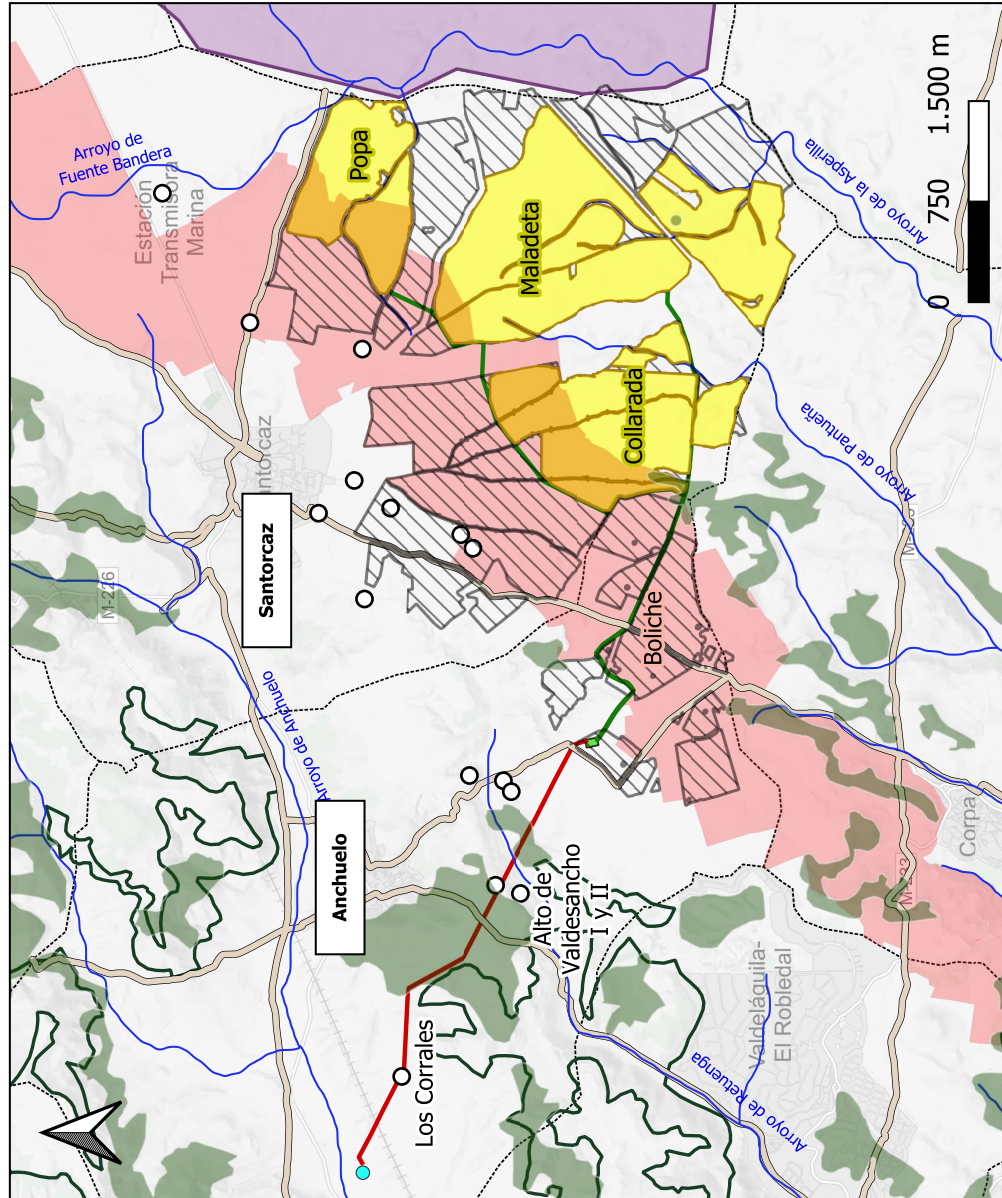 Arroyo de
Fuente Bandera
Estación
Transmisora
Marina
Popa
Maladeta
Collarada
1.500 m
750
0
Arroyo de la Asperilla
Arroyo de Pantueña
Santorcaz
M-226
Boliche
Arroyo de Anchuelo
Anchuelo
Corpa
Alto de
Valdesancho
I y II
Los Corrales
Valdeláguila-
El Robledal
Arroyo de Retuenga